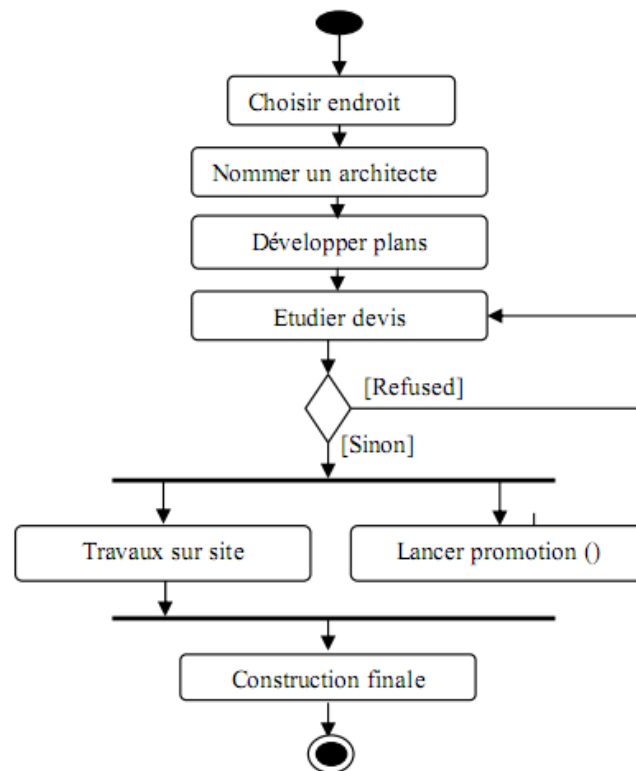 Choisir endroit
Nommer un architecte
Développer plans
Etudier devis
[Refused]
[Sinon]
Travaux sur site
Lancer promotion ()
Construction finale